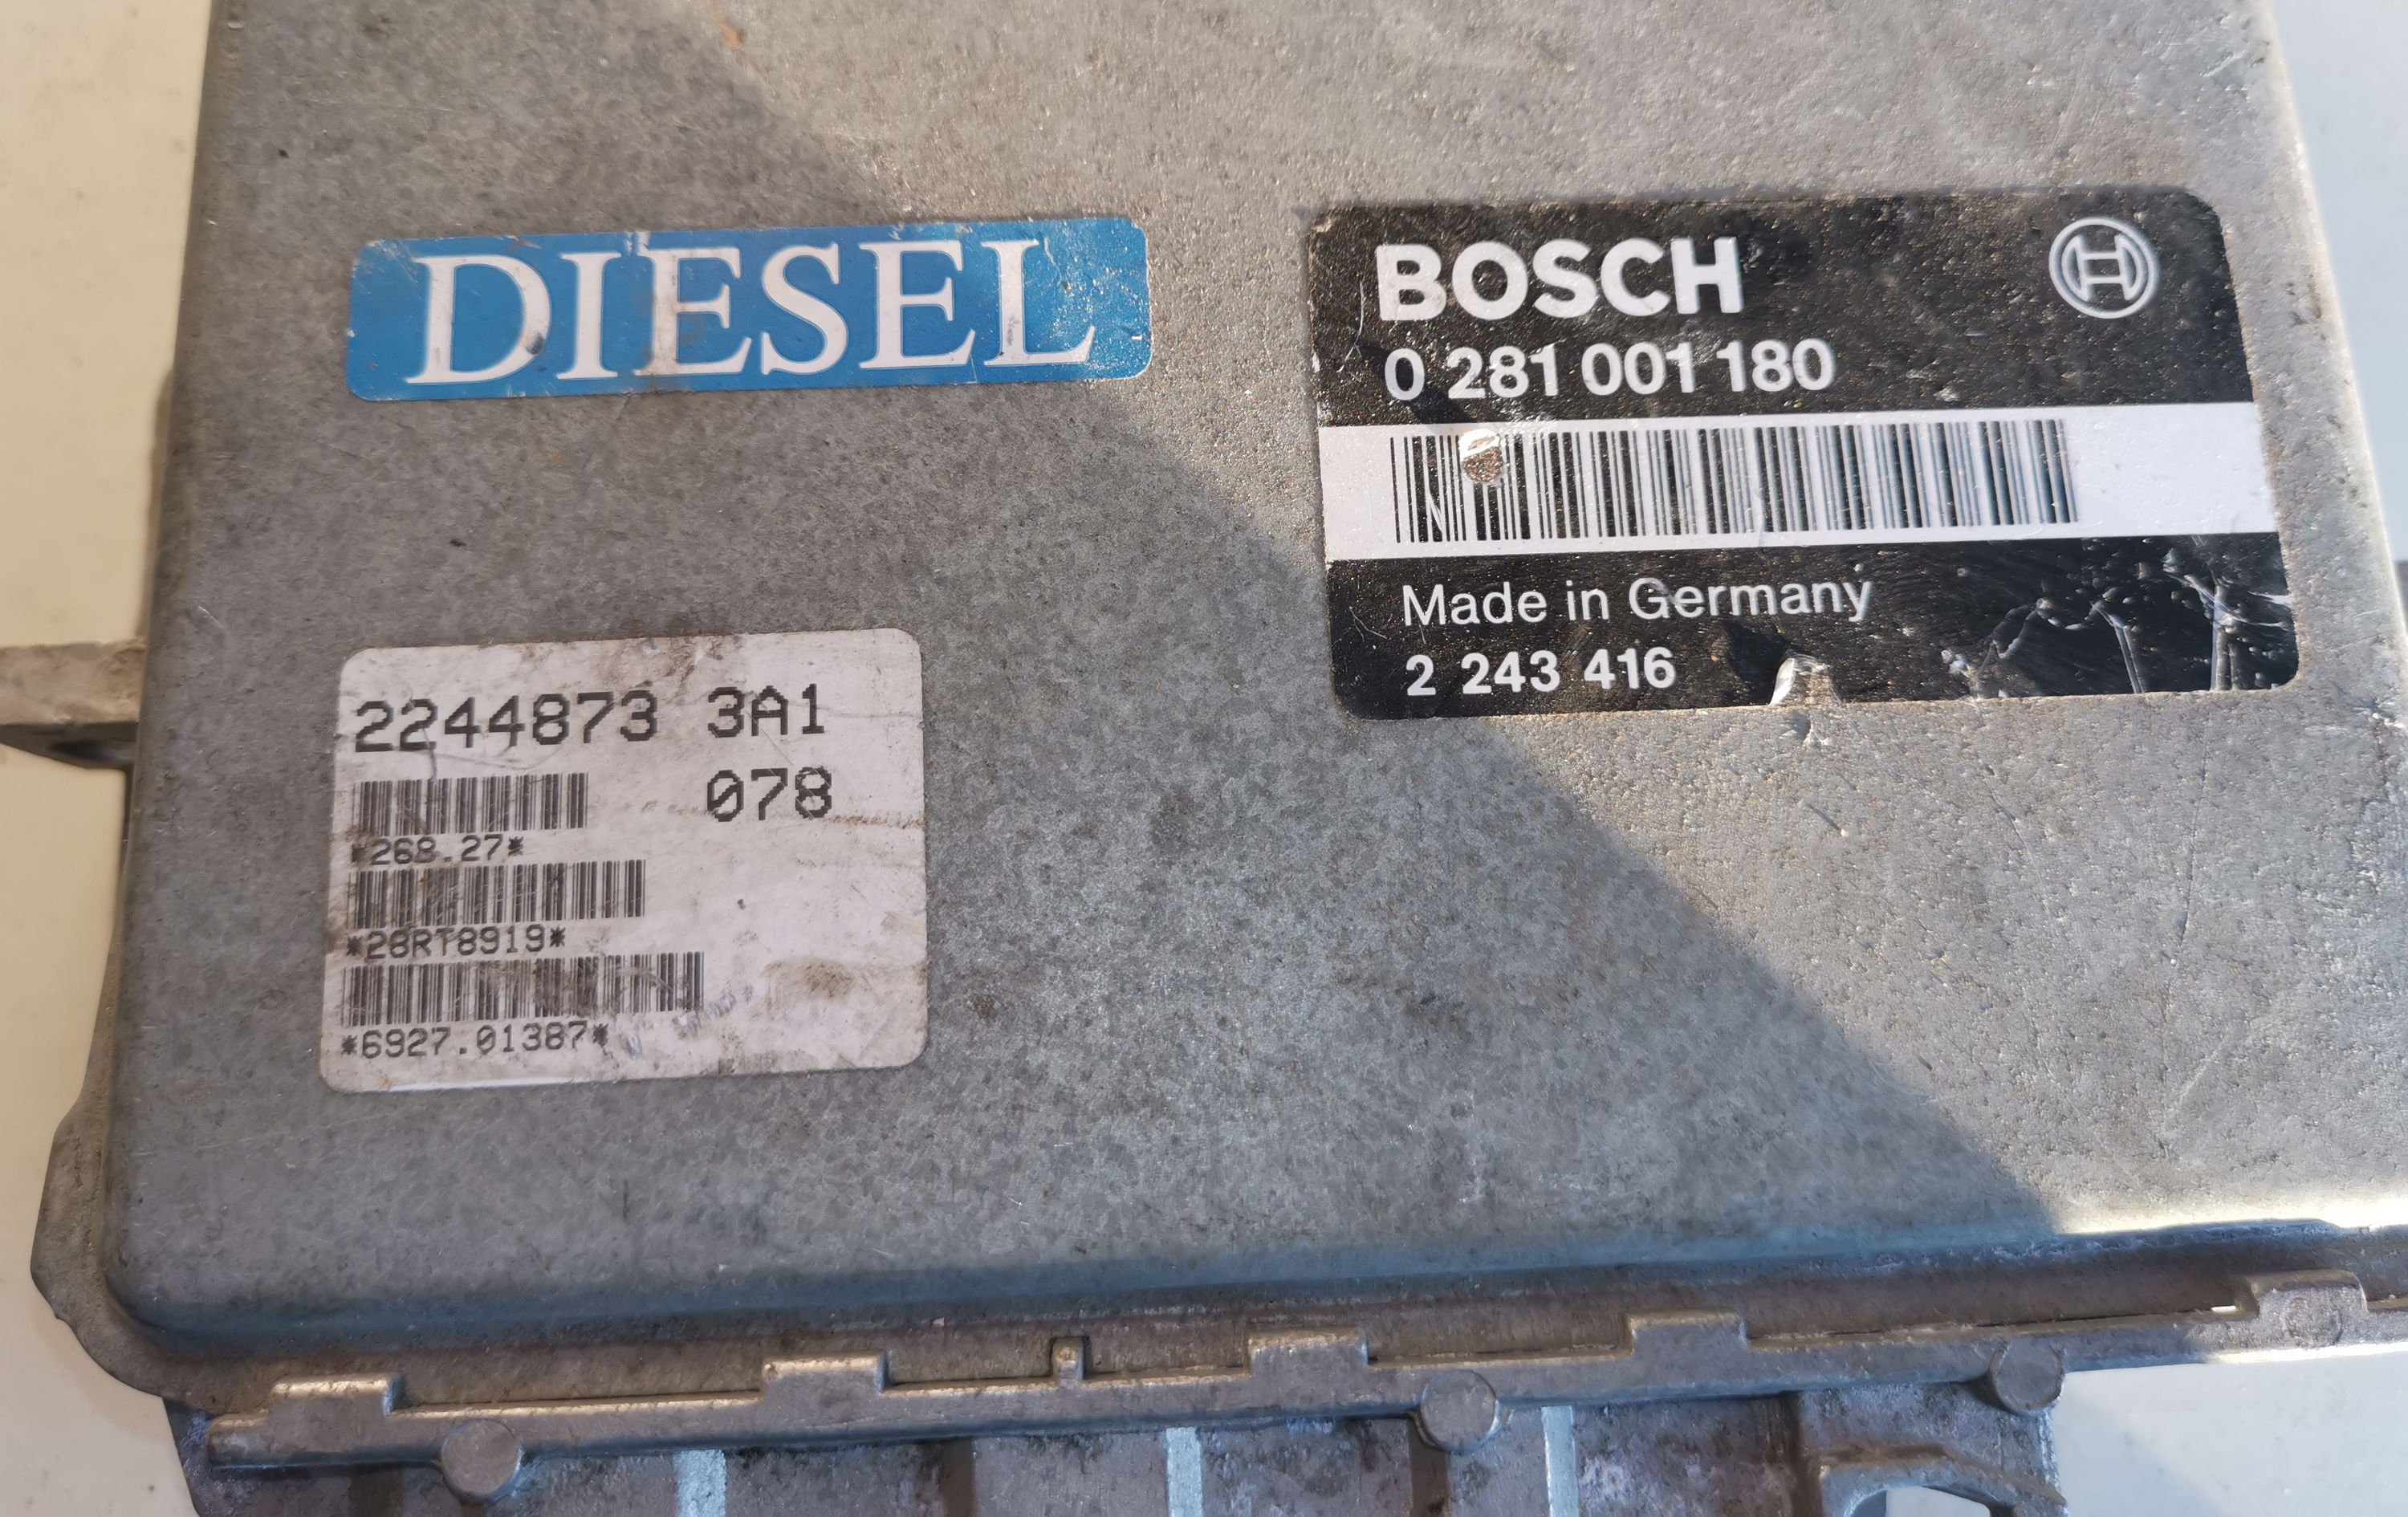 DIESEL
BOSCH
0 281 001 180
Made in Germany
2 243 416
2244873 3A1
078
*268.27*
*28RT8919*
*6927.01387*